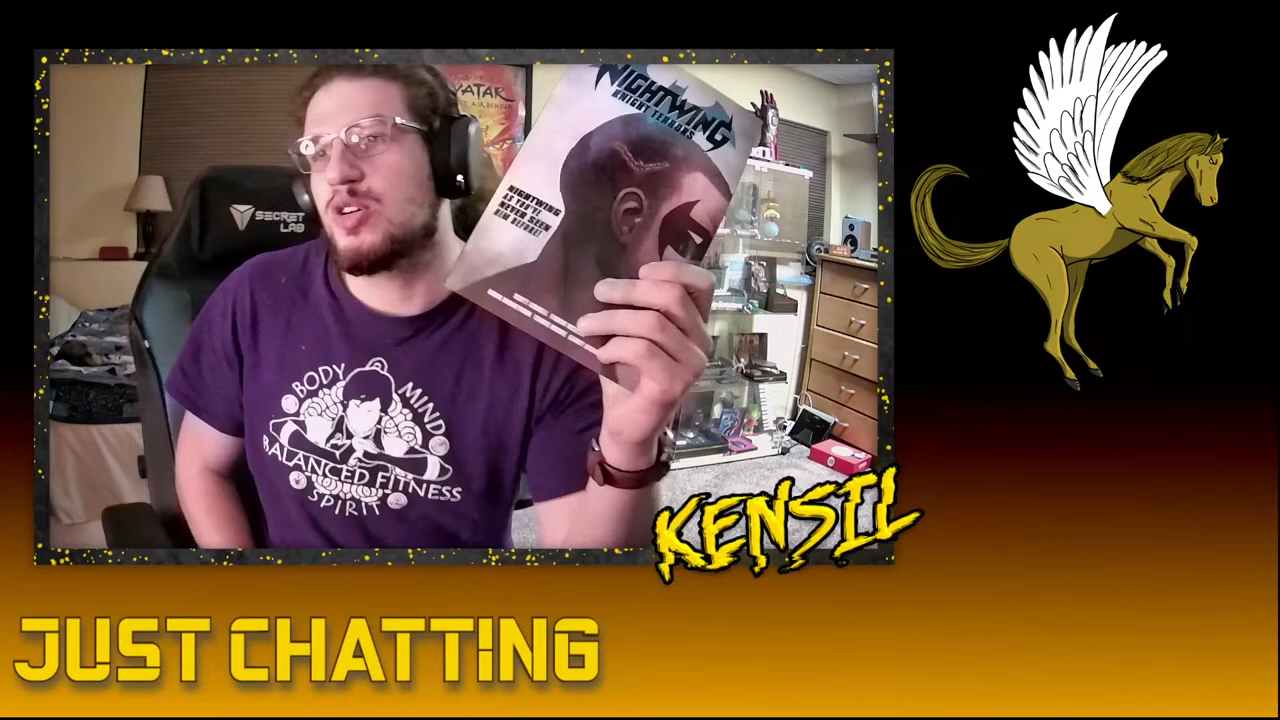 AVATAR
NIGHTWING
KNIGHT TERRORS
NIGHTWING
AS YOU'VE
NEVER SEEN
HIM BEFORE!
SECRET
LAB
BODY
MIND
BALANCED FITNESS
SPIRIT
KENSIL
JUST CHATTING